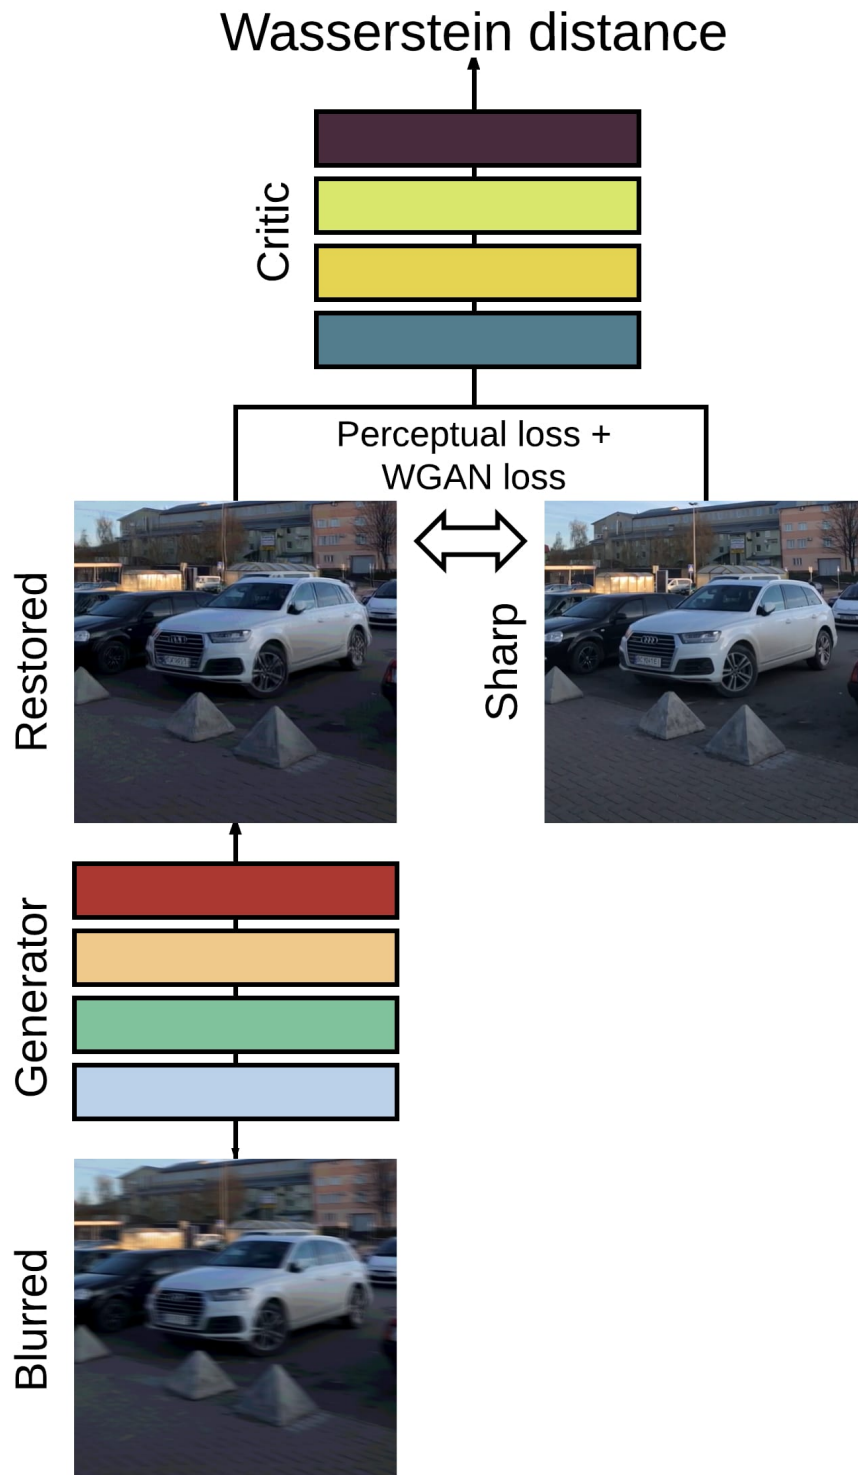 Wasserstein distance
Critic
Perceptual loss +
WGAN loss
Restored
Sharp
Generator
Blurred